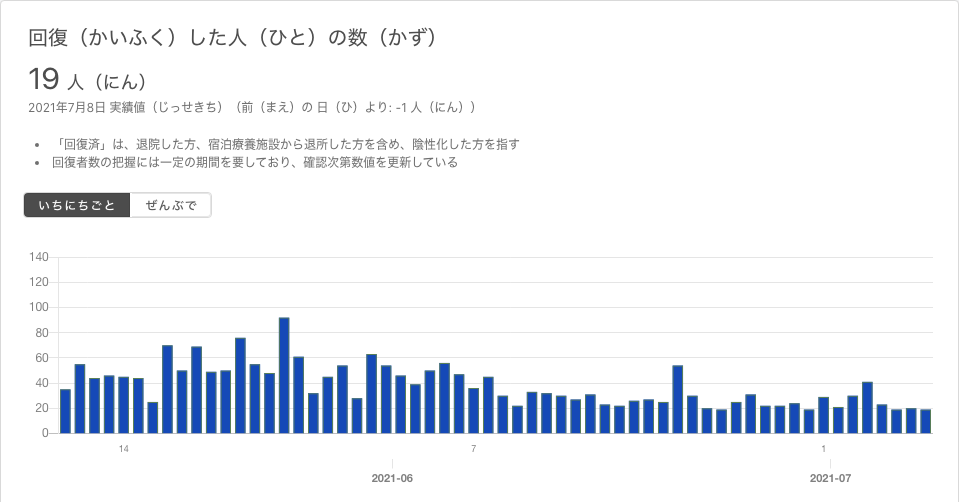 回復（かいふく）した人（ひと）の数（かず）
19 人（にん）
2021年7月8日 実績値（じっせきち）（前（まえ）の 日（ひ）より: -1 人（にん））
• 「回復済」は、退院した方、宿泊療養施設から退所した方を含め、陰性化した方を指す
• 回復者数の把握には一定の期間を要しており、確認次第数値を更新している
いちにちごと ぜんぶで
140
120
100
80
60
40
20
0
14 7 1
2021-06 2021-07